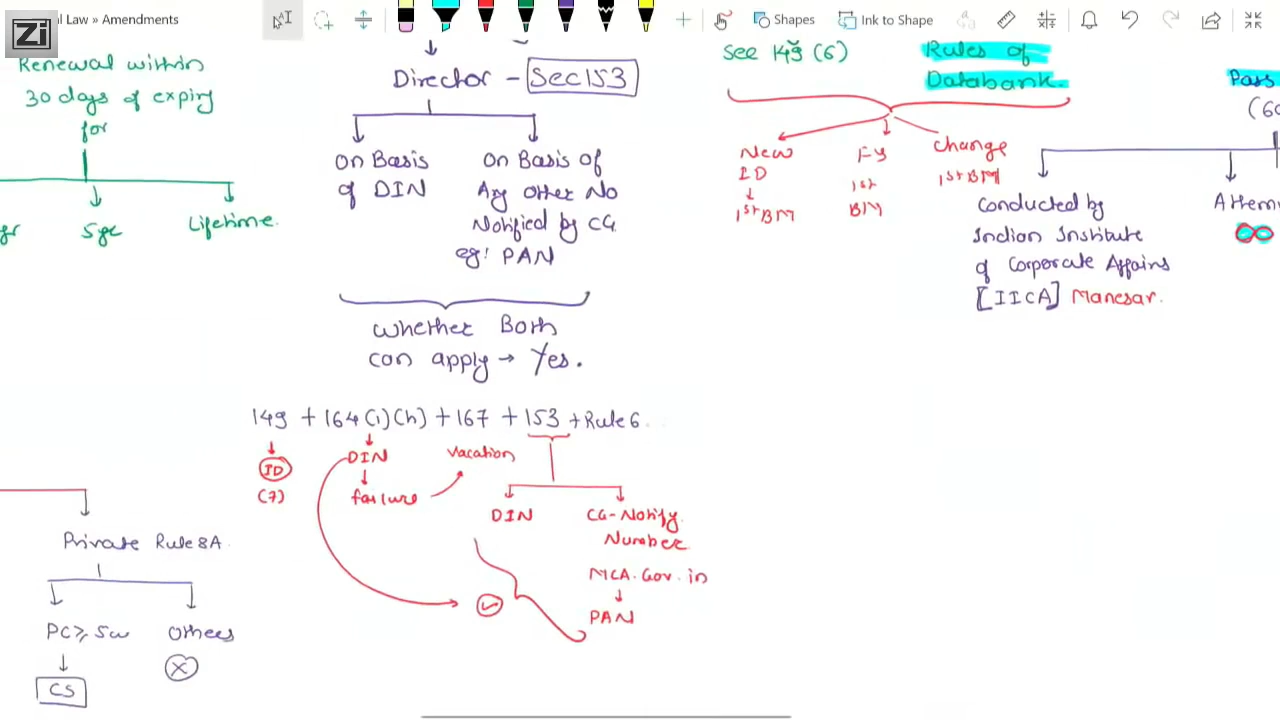 Zi
l Law » Amendments
Shapes
Ink to Shape
Renewal within
30 days of expiry
for
5yr
Lifetime
Director - Sec 153
On Basis
of DIN
On Basis of
Any other No
Notified by CG
eg: PAN
whether Both
can apply → Yes.
See 149 (6)
Rules of
Databank
New
ID
1st BM
FY
1st
BM
Change
1st BM
Pass
(60
Conducted by
Indian Institute
of Corporate Affairs
[IICA] Manesar.
Attem
∞
149 + 164 (1)(h) + 167 + 153 + Rule 6.
ID
(7)
DIN
failure
vacation
DIN
CG-Notify
Number
MCA.Gov.in
PAN
Private Rule 8A.
PC ≥ 5cr
CS
Others
X